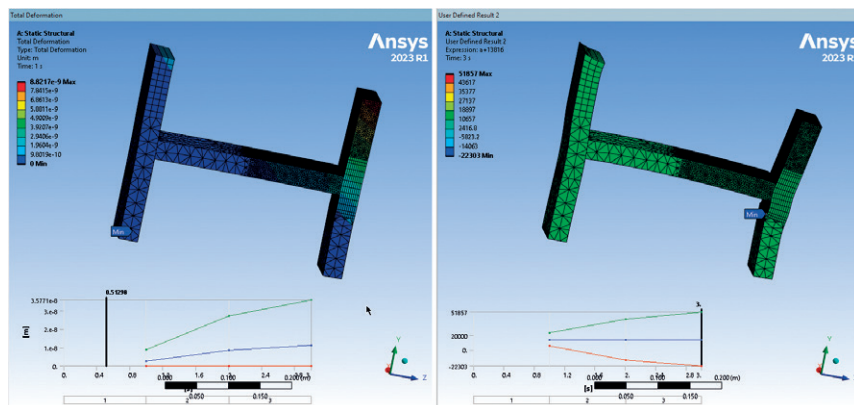 Total Deformation
A: Static Structural
Total Deformation
Type: Total Deformation
Unit: m
Time: 1 s
8.8217e-9 Max
7.8415e-9
6.8613e-9
5.8811e-9
4.9009e-9
3.9207e-9
2.9406e-9
1.9604e-9
9.8019e-10
0 Min
Ansys
2023 R1
Min
0.51290
3.5771e-8
3.e-8
2.e-8
1.e-8
0.
[m]
0. 0.4 0.8 1.2 1.6 2. 2.4 2.8 3.
[s]
0.000 0.100 0.200 (m)
0.050 0.150
1 2 3
Y
Z
User Defined Result 2
A: Static Structural
User Defined Result 2
Expression: s+13816
Time: 3 s
51857 Max
43617
35377
27137
18897
10657
2416.8
-5823.2
-14063
-22303 Min
Ansys
2023 R1
Min
3.
51857
20000
0.
-22303
0. 0.4 0.8 1.2 1.6 2. 2.4 2.8 3.
[s]
0.000 0.100 0.200 (m)
0.050 0.150
1 2 3
Y
Z